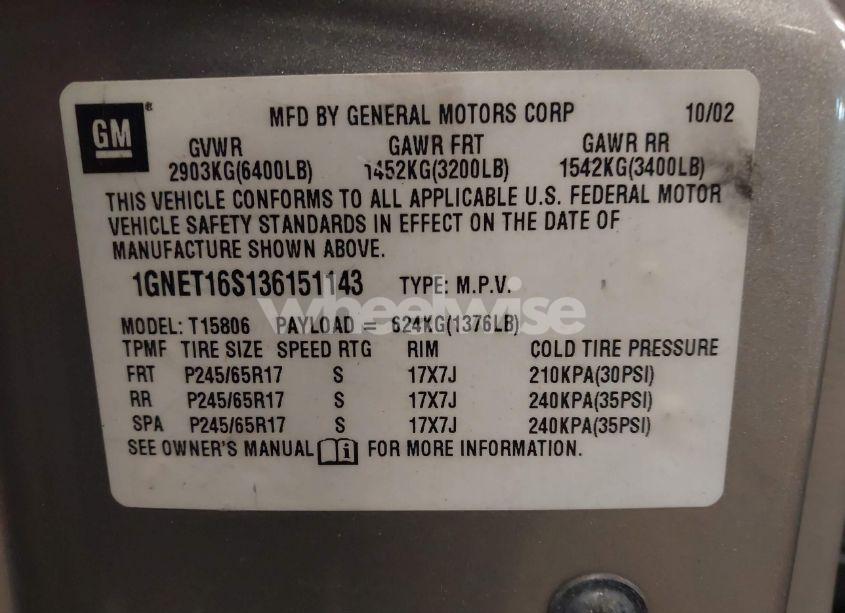 GM ®
MFD BY GENERAL MOTORS CORP 10/02
GVWR GAWR FRT GAWR RR
2903KG(6400LB) 1452KG(3200LB) 1542KG(3400LB)
THIS VEHICLE CONFORMS TO ALL APPLICABLE U.S. FEDERAL MOTOR
VEHICLE SAFETY STANDARDS IN EFFECT ON THE DATE OF
MANUFACTURE SHOWN ABOVE.
1GNET16S136151143 TYPE: M.P.V.
wheelwise
MODEL: T15806 PAYLOAD = 624KG(1376LB)
TPMF TIRE SIZE SPEED RTG RIM COLD TIRE PRESSURE
FRT P245/65R17 S 17X7J 210KPA(30PSI)
RR P245/65R17 S 17X7J 240KPA(35PSI)
SPA P245/65R17 S 17X7J 240KPA(35PSI)
SEE OWNER'S MANUAL i FOR MORE INFORMATION.